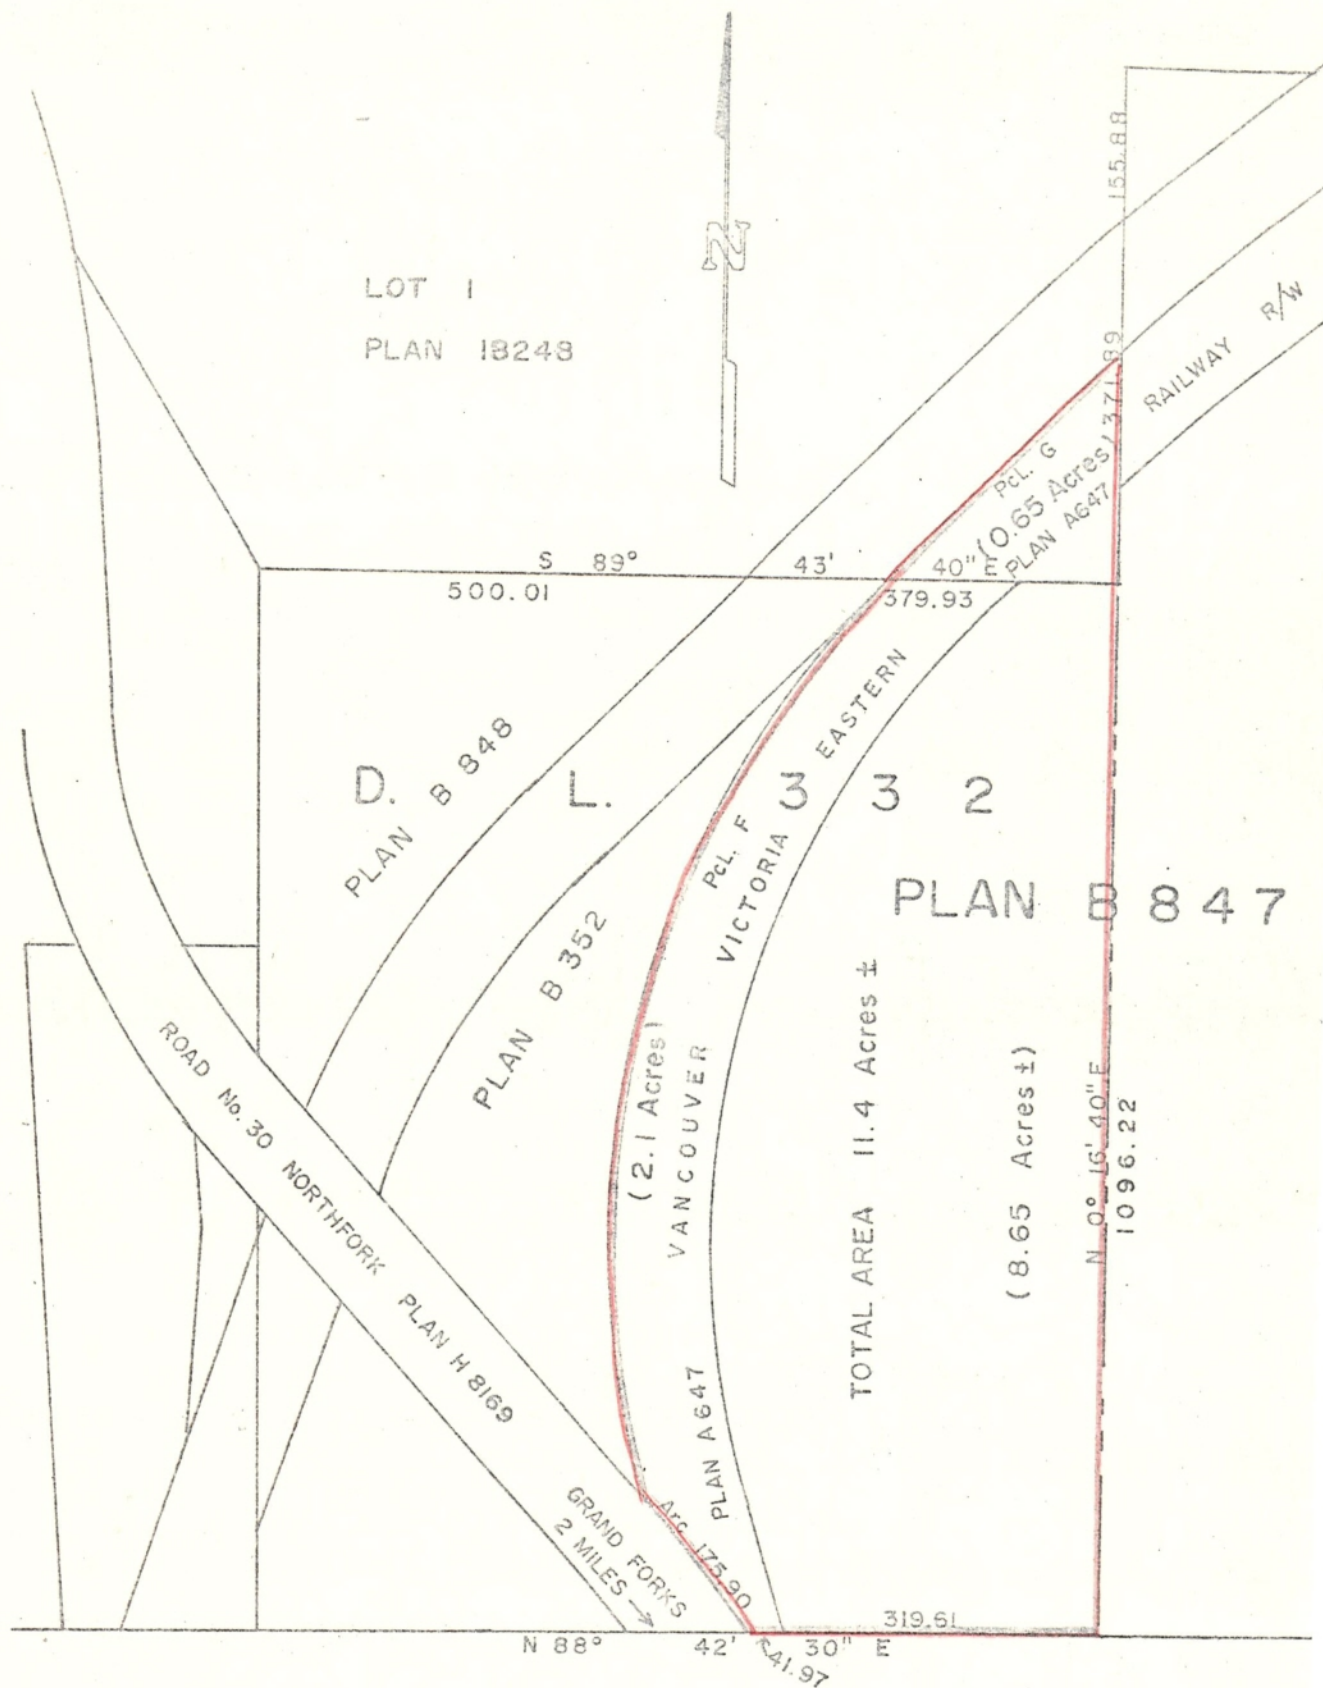 N
155.88
LOT 1
PLAN 18248
371.89
RAILWAY R/W
PcL. G
(0.65 Acres)
PLAN A647
S 89° 43' 40" E
500.01
379.93
D. L. 332
PLAN B 848
PLAN B 352
PcL. F
(2.1 Acres)
VANCOUVER VICTORIA EASTERN
PLAN B 847
TOTAL AREA 11.4 Acres ±
(8.65 Acres ±)
N 0° 16' 40" E
1096.22
ROAD No. 30 NORTHFORK PLAN H 8169
PLAN A647
GRAND FORKS
2 MILES →
Arc 175.90
319.61
N 88° 42' 30" E
41.97